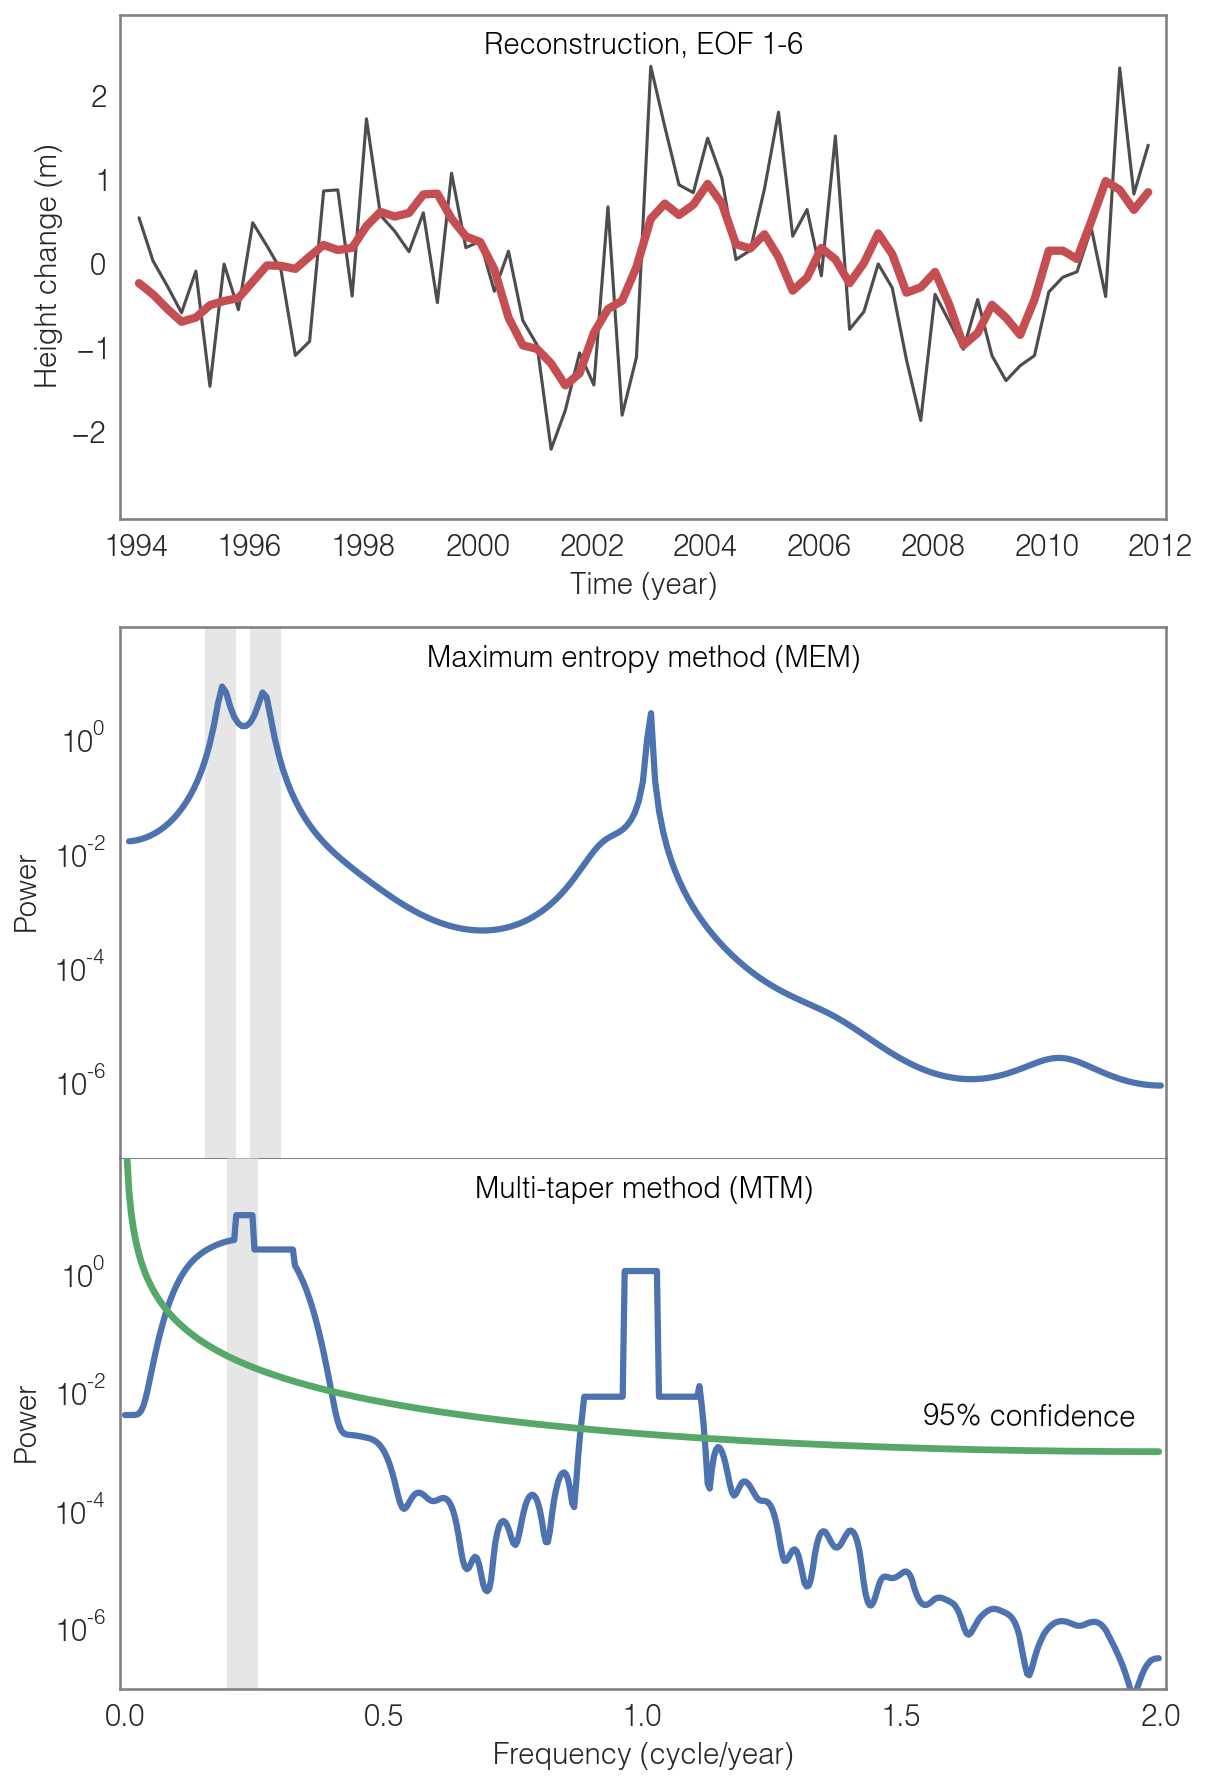 Reconstruction, EOF 1-6
2
1
0
−1
−2
Height change (m)
1994 1996 1998 2000 2002 2004 2006 2008 2010 2012
Time (year)
Maximum entropy method (MEM)
10^0
10^-2
10^-4
10^-6
Power
Multi-taper method (MTM)
10^0
10^-2
10^-4
10^-6
Power
95% confidence
0.0 0.5 1.0 1.5 2.0
Frequency (cycle/year)